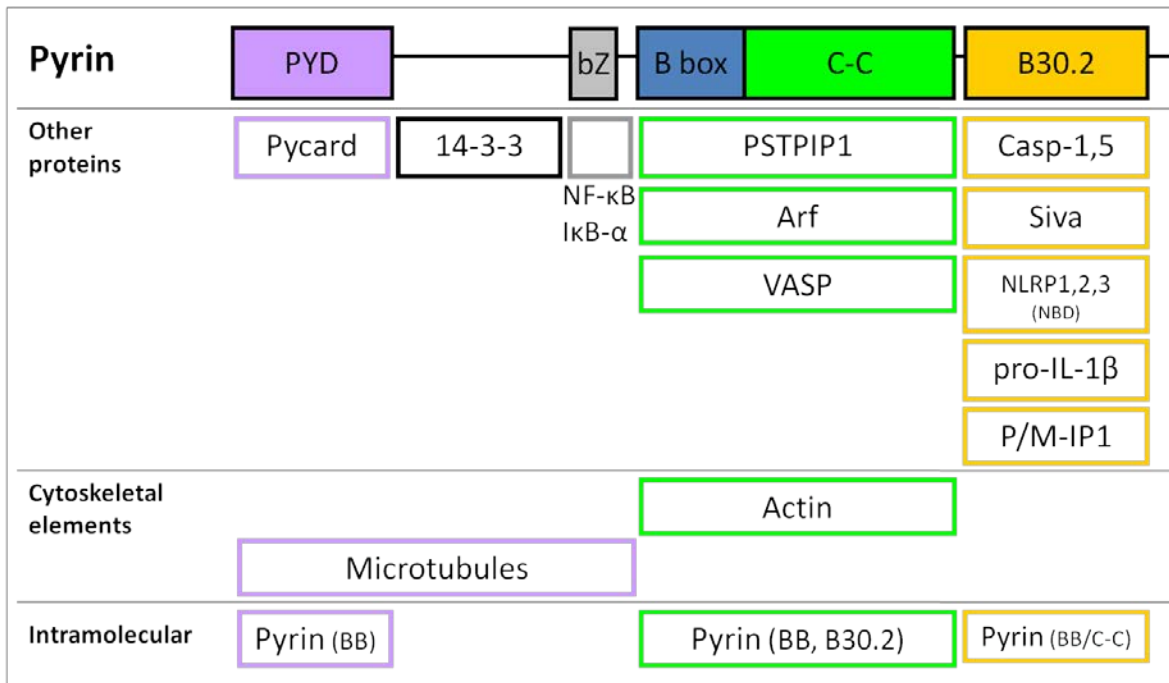 Pyrin
PYD
bZ
B box
C-C
B30.2
Other
proteins
Pycard
14-3-3
PSTPIP1
Casp-1,5
NF-κB
IκB-α
Arf
Siva
VASP
NLRP1,2,3
(NBD)
pro-IL-1β
P/M-IP1
Cytoskeletal
elements
Actin
Microtubules
Intramolecular
Pyrin (BB)
Pyrin (BB, B30.2)
Pyrin (BB/C-C)